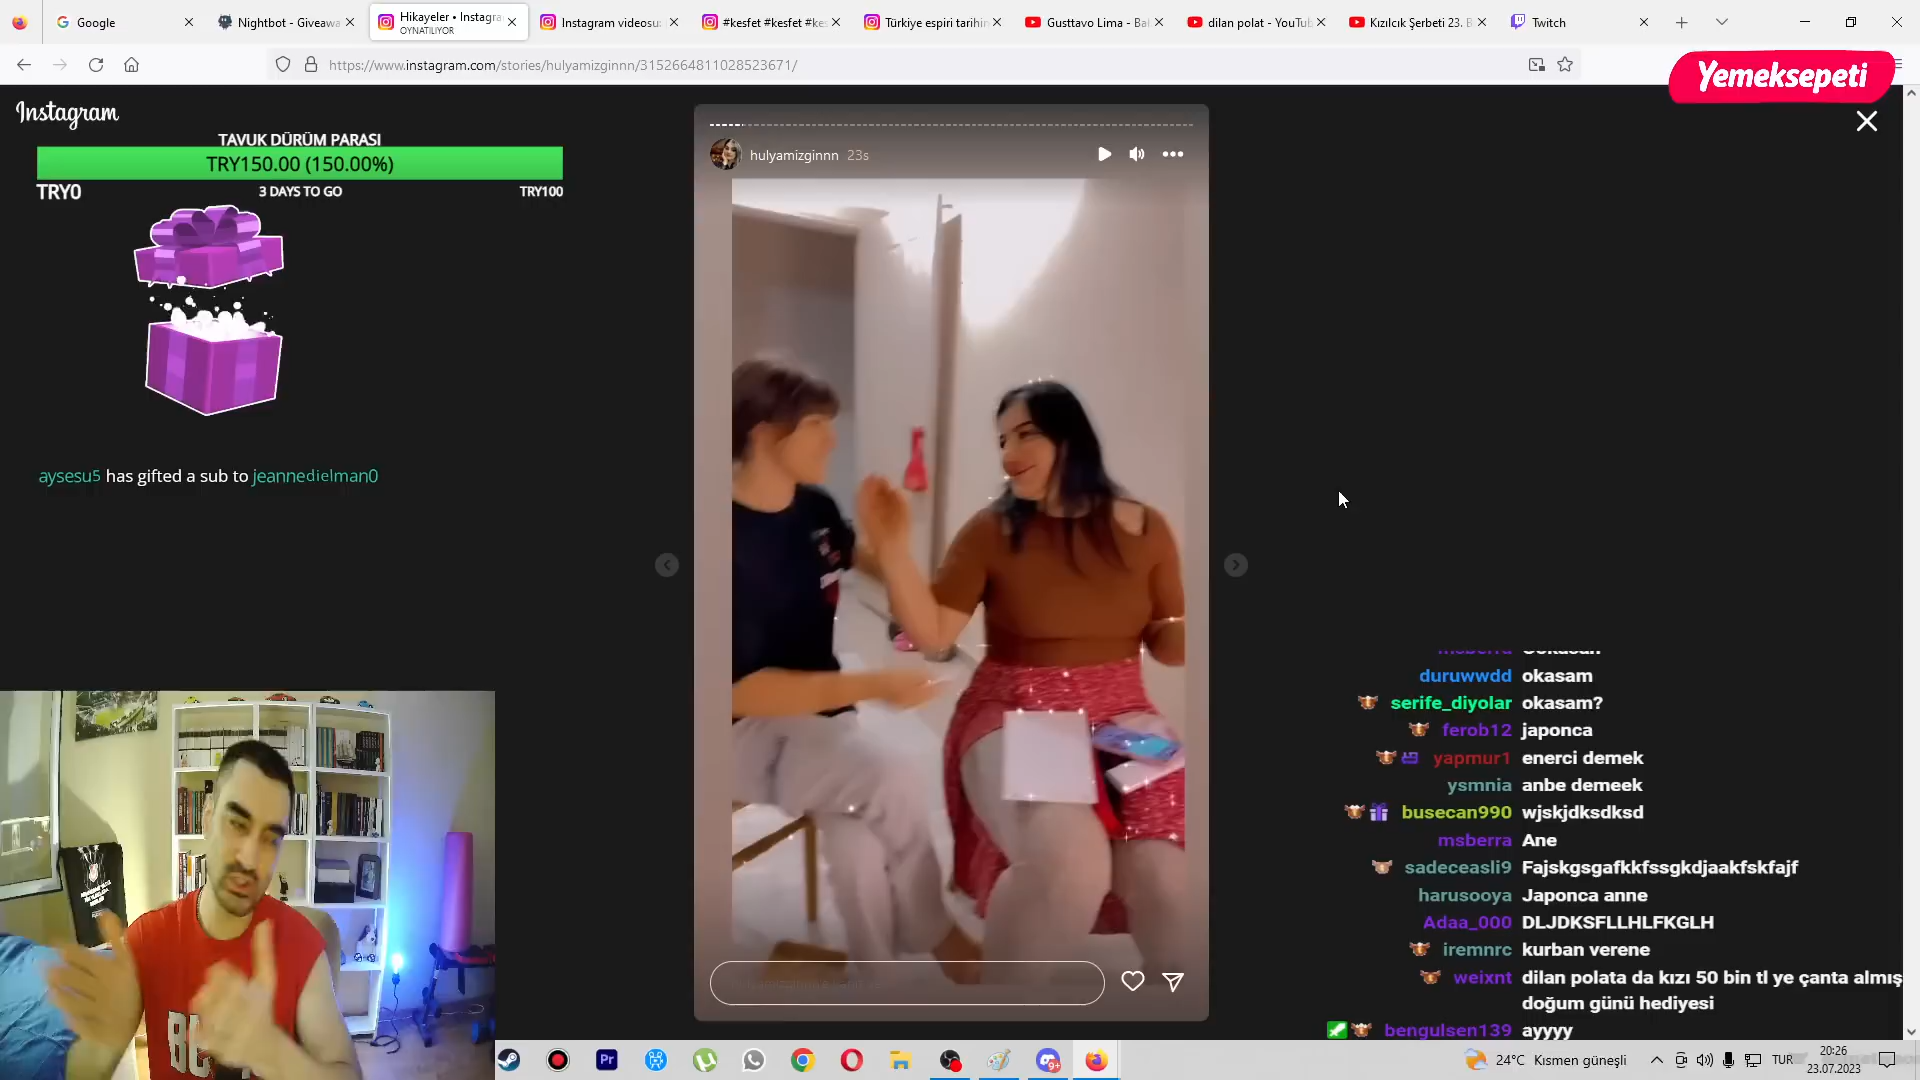 Google
Nightbot - Giveawa
Hikayeler • Instagra
OYNATILIYOR
Instagram videosu:
#kesfet #kesfet #kes
Türkiye espiri tarihin
Gusttavo Lima - Bal
dilan polat - YouTub
Kızılcık Şerbeti 23. B
Twitch
https://www.instagram.com/stories/hulyamizginnn/3152664811028523671/
Yemeksepeti
Instagram
TAVUK DÜRÜM PARASI
TRY150.00 (150.00%)
TRY0
3 DAYS TO GO
TRY100
hulyamizginnn 23s
aysesu5 has gifted a sub to jeannedielman0
duruwwdd okasam
serife_diyolar okasam?
ferob12 japonca
yapmur1 enerci demek
ysmnia anbe demeek
busecan990 wjskjdksdksd
msberra Ane
sadeceasli9 Fajskgsgafkkfssgkdjaakfskfajf
harusooya Japonca anne
Adaa_000 DLJDKSFLLHLFKGLH
iremnrc kurban verene
weixnt dilan polata da kızı 50 bin tl ye çanta almış
doğum günü hediyesi
bengulsen139 ayyyy
Pr
9+
24°C Kısmen güneşli
TUR
20:26
23.07.2023